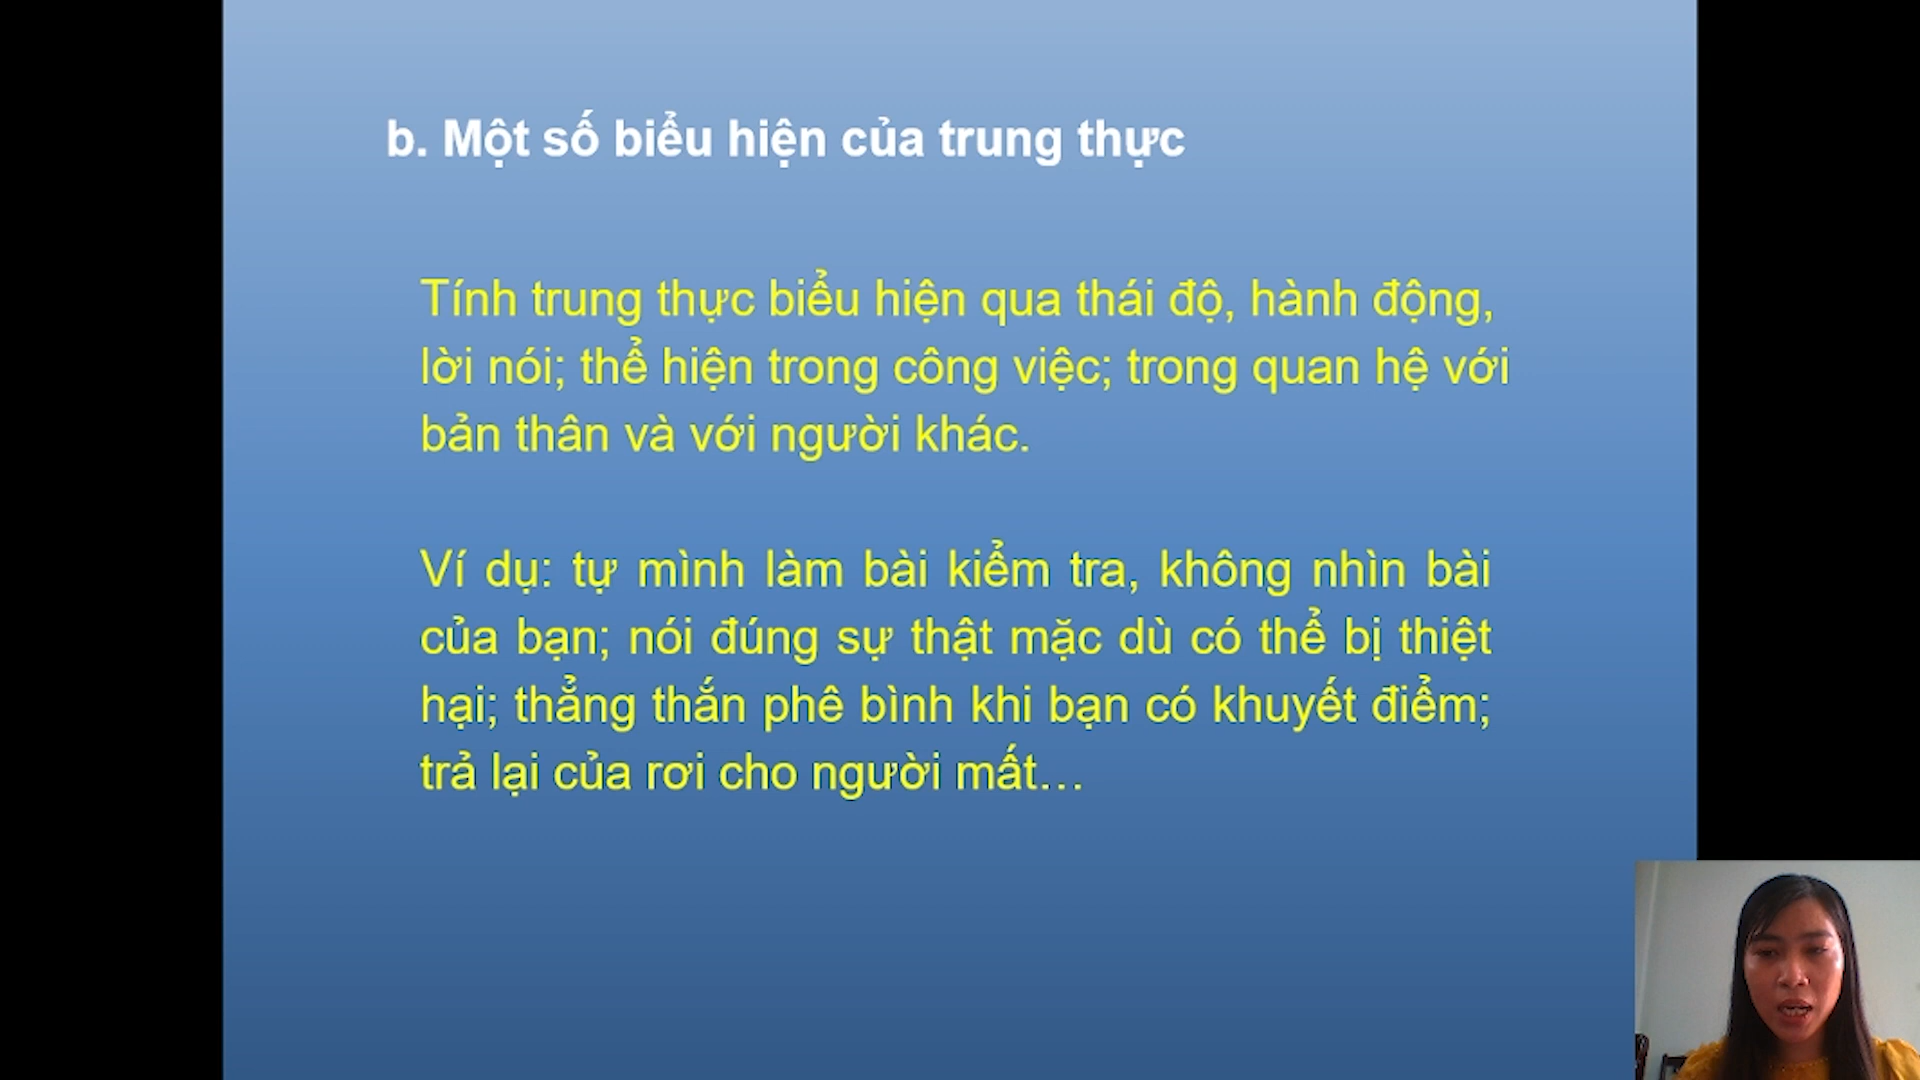 b. Một số biểu hiện của trung thực
Tính trung thực biểu hiện qua thái độ, hành động,
lời nói; thể hiện trong công việc; trong quan hệ với
bản thân và với người khác.
Ví dụ: tự mình làm bài kiểm tra, không nhìn bài
của bạn; nói đúng sự thật mặc dù có thể bị thiệt
hại; thẳng thắn phê bình khi bạn có khuyết điểm;
trả lại của rơi cho người mất…